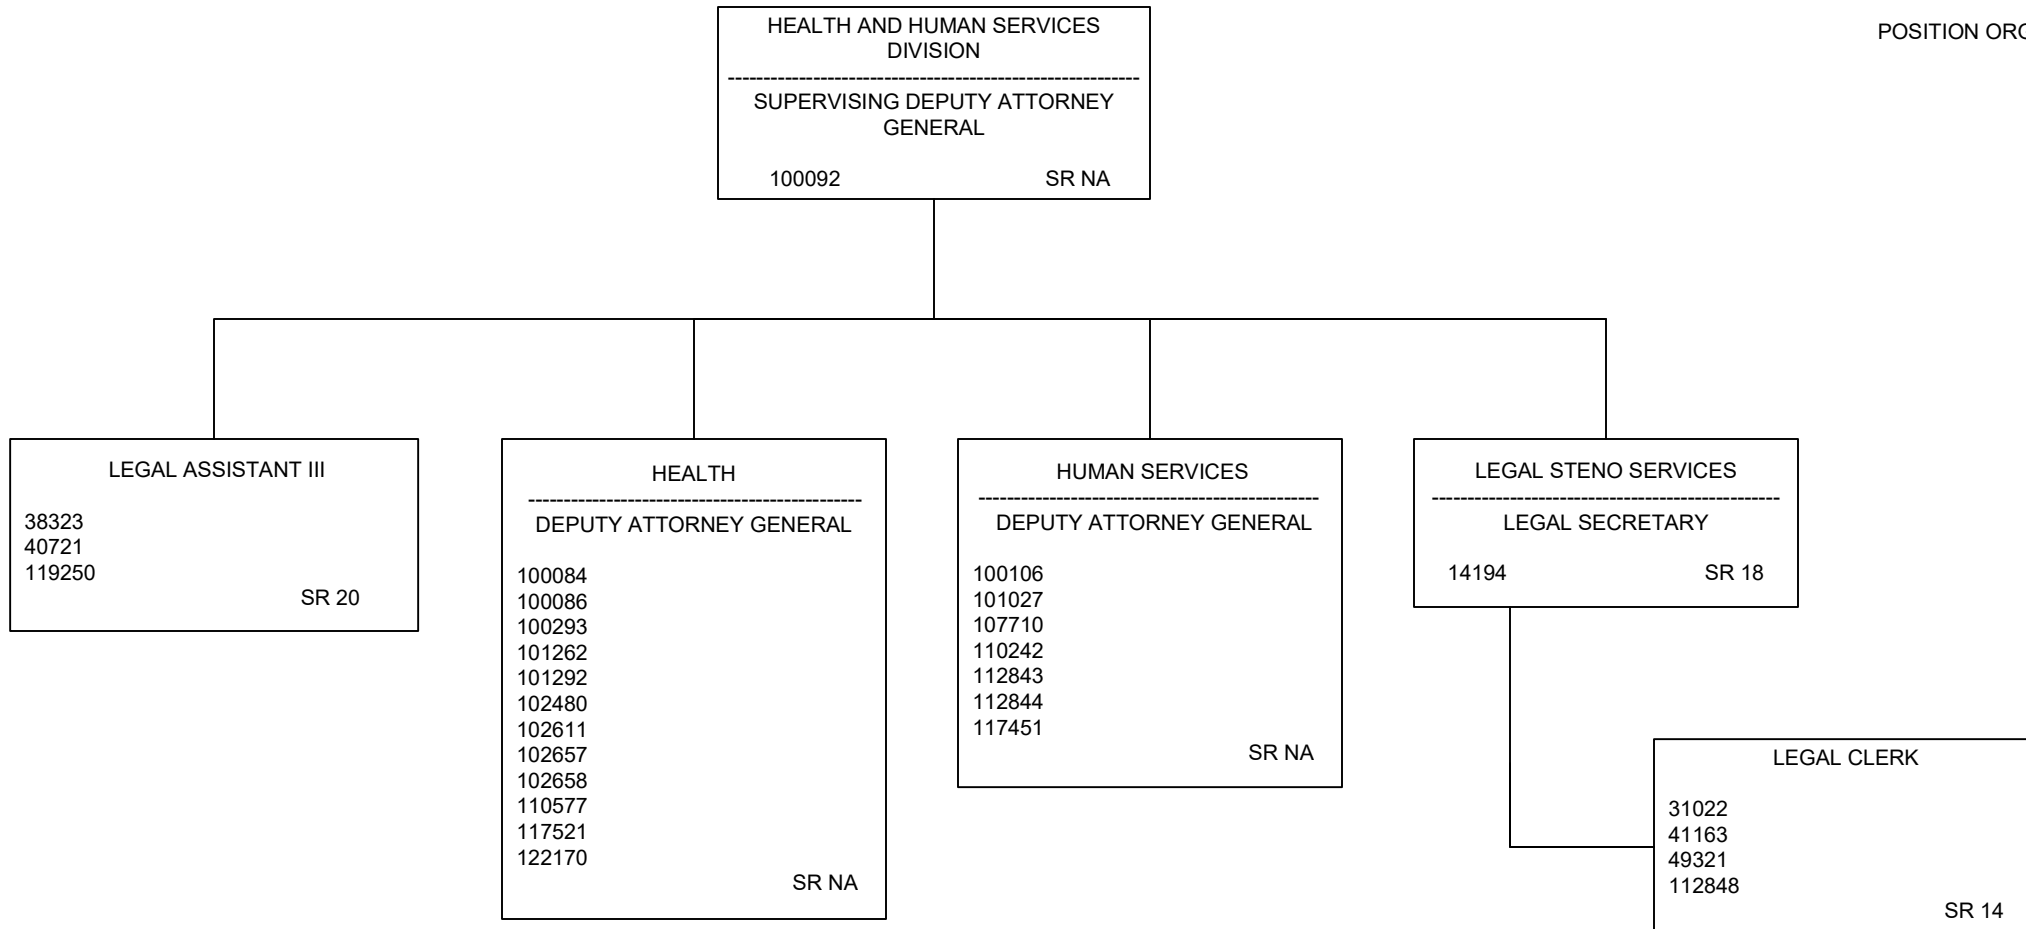 HEALTH AND HUMAN SERVICES
DIVISION
----------------------------------------------------------
SUPERVISING DEPUTY ATTORNEY
GENERAL
100092 SR NA
POSITION ORG
LEGAL ASSISTANT III
38323
40721
119250
SR 20
HEALTH
-----------------------------------------------
DEPUTY ATTORNEY GENERAL
100084
100086
100293
101262
101292
102480
102611
102657
102658
110577
117521
122170
SR NA
HUMAN SERVICES
------------------------------------------------
DEPUTY ATTORNEY GENERAL
100106
101027
107710
110242
112843
112844
117451
SR NA
LEGAL STENO SERVICES
-------------------------------------------------
LEGAL SECRETARY
14194 SR 18
LEGAL CLERK
31022
41163
49321
112848
SR 14